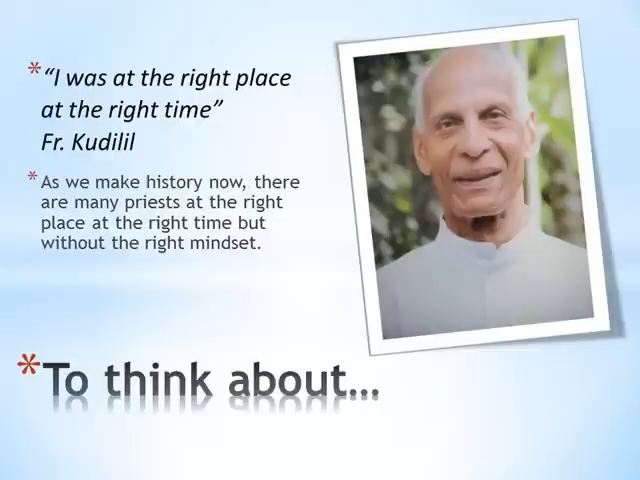 *“I was at the right place
at the right time”
Fr. Kudilil
*As we make history now, there
are many priests at the right
place at the right time but
without the right mindset.
*To think about...